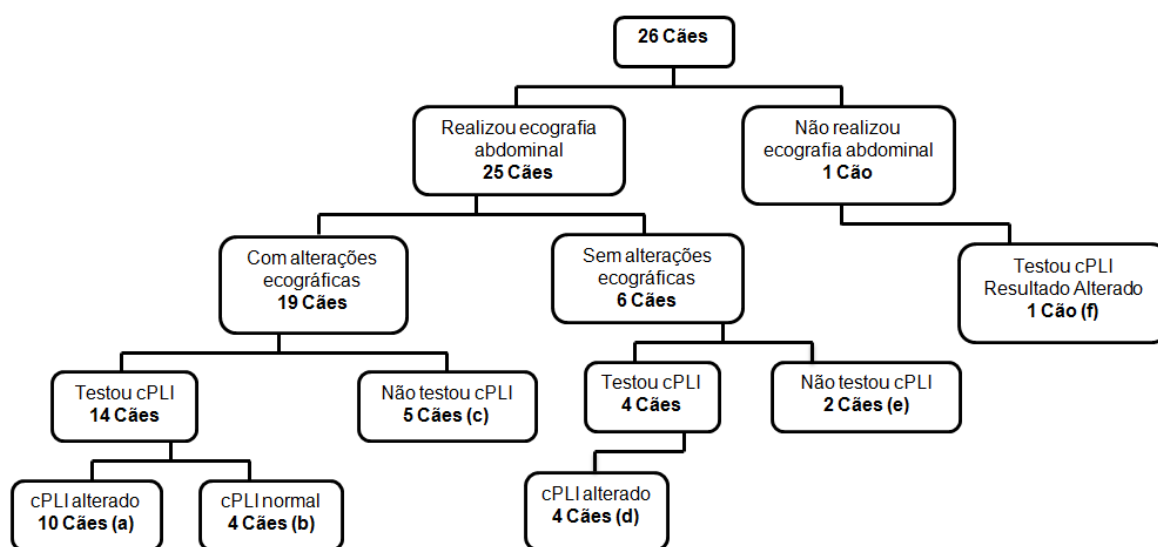 26 Cães
Realizou ecografia
abdominal
25 Cães
Não realizou
ecografia abdominal
1 Cão
Com alterações
ecográficas
19 Cães
Sem alterações
ecográficas
6 Cães
Testou cPLI
Resultado Alterado
1 Cão (f)
Testou cPLI
14 Cães
Não testou cPLI
5 Cães (c)
Testou cPLI
4 Cães
Não testou cPLI
2 Cães (e)
cPLI alterado
10 Cães (a)
cPLI normal
4 Cães (b)
cPLI alterado
4 Cães (d)